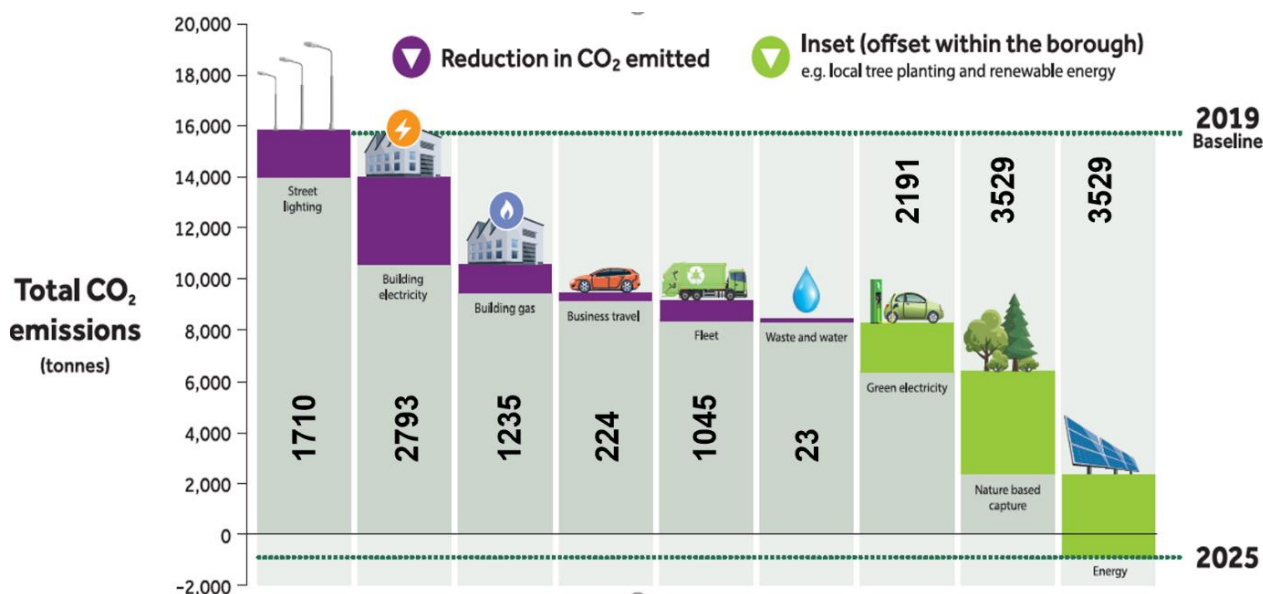 20,000
18,000
16,000
14,000
12,000
10,000
8,000
6,000
4,000
2,000
0
-2,000
Total CO₂
emissions
(tonnes)
Reduction in CO₂ emitted
Inset (offset within the borough)
e.g. local tree planting and renewable energy
2019
Baseline
2025
Street
lighting
1710
Building
electricity
2793
Building gas
1235
Business travel
224
Fleet
1045
Waste and water
23
2191
Green electricity
3529
Nature based
capture
3529
Energy